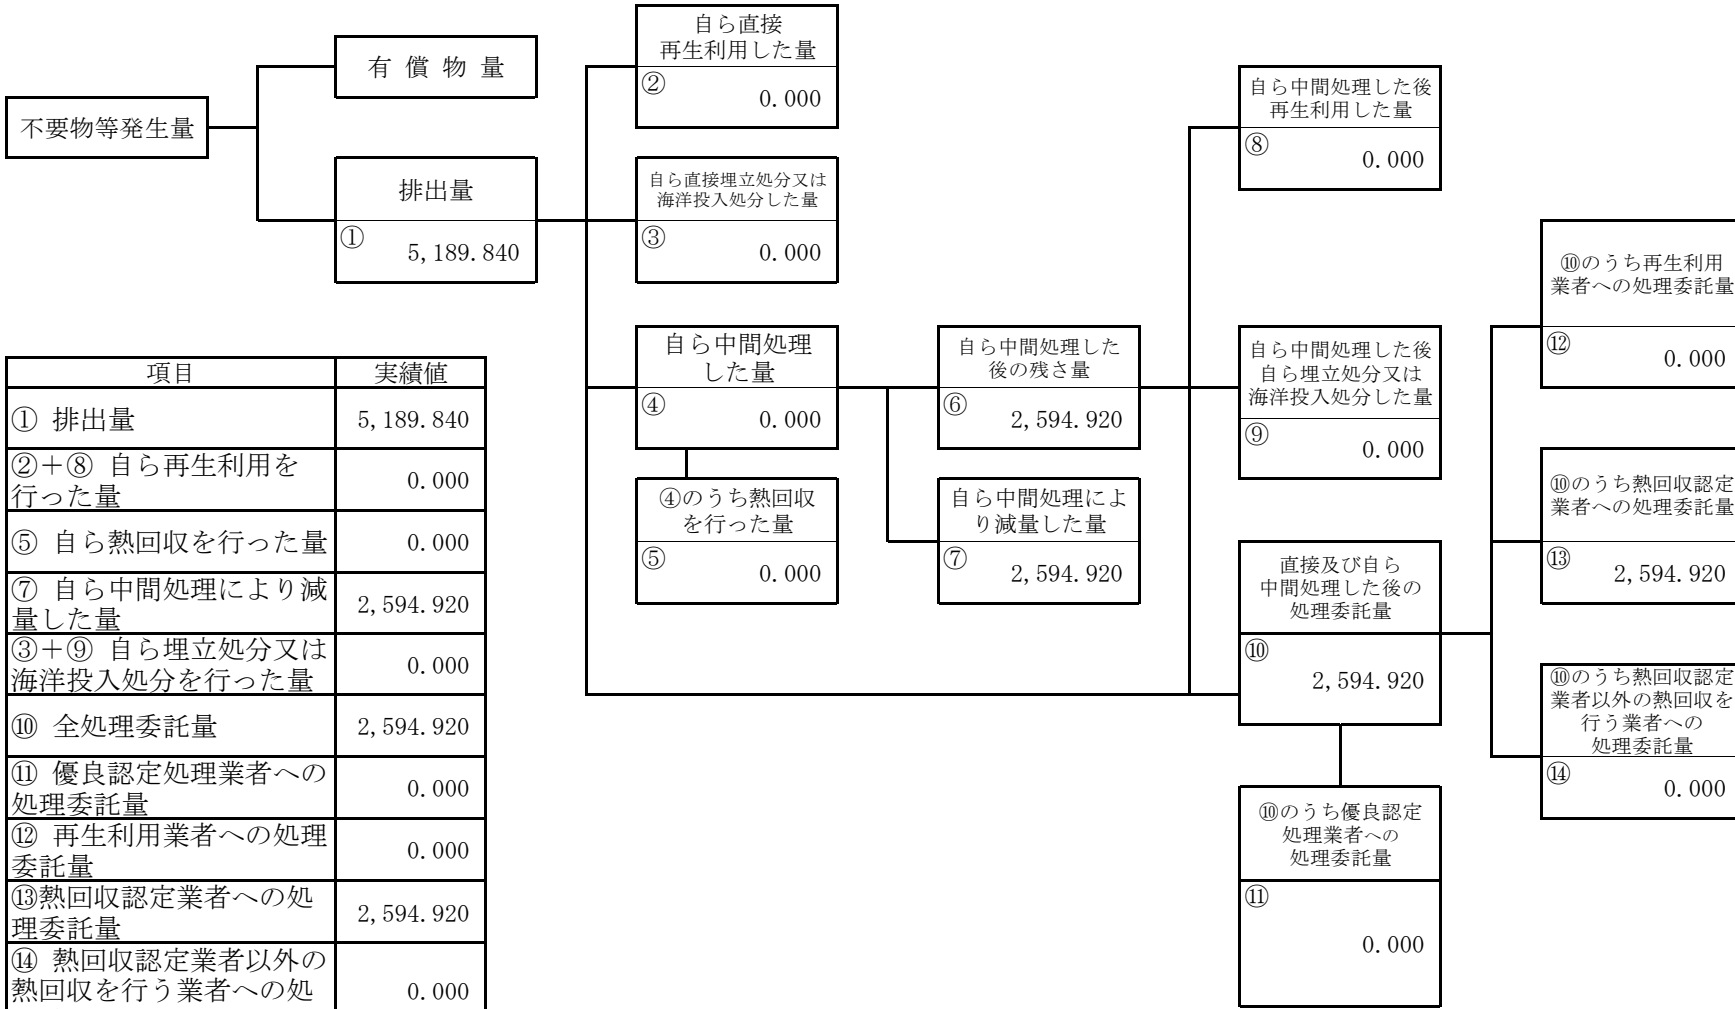 不要物等発生量
有 償 物 量
排出量
①
5,189.840
自ら直接
再生利用した量
②
0.000
自ら直接埋立処分又は
海洋投入処分した量
③
0.000
自ら中間処理
した量
④
0.000
④のうち熱回収
を行った量
⑤
0.000
自ら中間処理した
後の残さ量
⑥
2,594.920
自ら中間処理によ
り減量した量
⑦
2,594.920
自ら中間処理した後
再生利用した量
⑧
0.000
自ら中間処理した後
自ら埋立処分又は
海洋投入処分した量
⑨
0.000
直接及び自ら
中間処理した後の
処理委託量
⑩
2,594.920
⑩のうち優良認定
処理業者への
処理委託量
⑪
0.000
⑩のうち再生利用
業者への処理委託量
⑫
0.000
⑩のうち熱回収認定
業者への処理委託量
⑬
2,594.920
⑩のうち熱回収認定
業者以外の熱回収を
行う業者への
処理委託量
⑭
0.000
項目 実績値
① 排出量 5,189.840
②＋⑧ 自ら再生利用を
行った量 0.000
⑤ 自ら熱回収を行った量 0.000
⑦ 自ら中間処理により減
量した量 2,594.920
③＋⑨ 自ら埋立処分又は
海洋投入処分を行った量 0.000
⑩ 全処理委託量 2,594.920
⑪ 優良認定処理業者への
処理委託量 0.000
⑫ 再生利用業者への処理
委託量 0.000
⑬熱回収認定業者への処
理委託量 2,594.920
⑭ 熱回収認定業者以外の
熱回収を行う業者への処 0.000